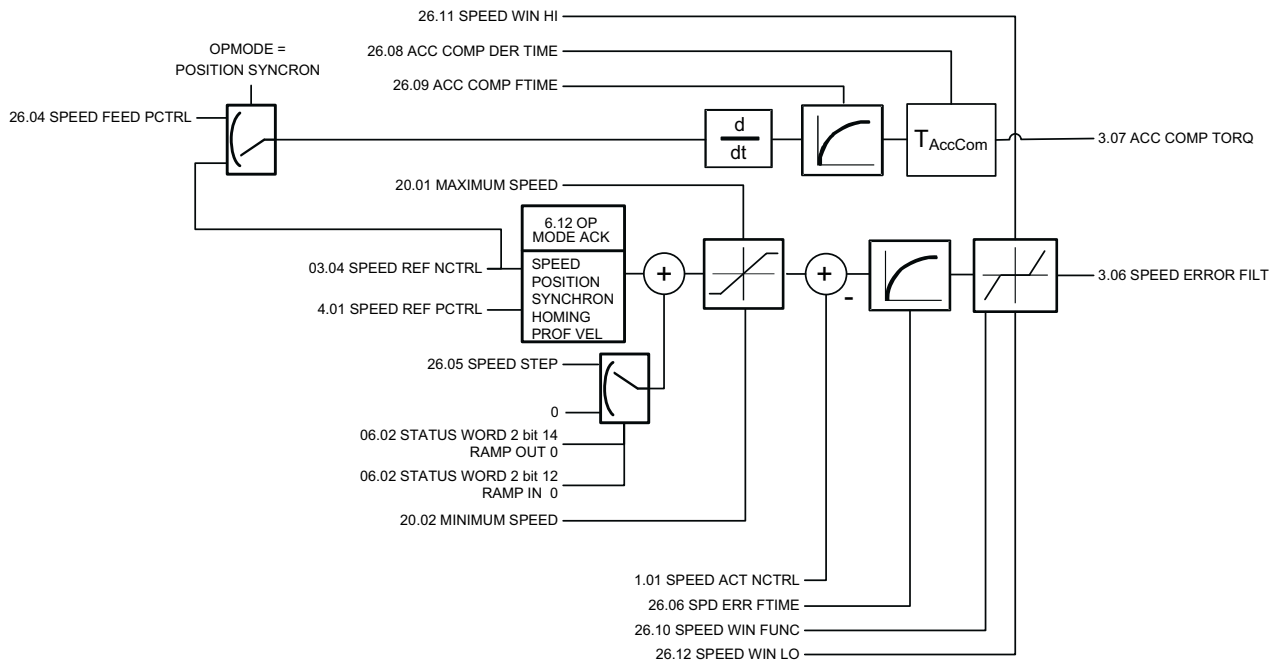 26.11 SPEED WIN HI
OPMODE =
POSITION SYNCRON
26.08 ACC COMP DER TIME
26.09 ACC COMP FTIME
26.04 SPEED FEED PCTRL
d
dt
TAccCom
3.07 ACC COMP TORQ
20.01 MAXIMUM SPEED
6.12 OP
MODE ACK
03.04 SPEED REF NCTRL
4.01 SPEED REF PCTRL
SPEED
POSITION
SYNCHRON
HOMING
PROF VEL
+
+
-
3.06 SPEED ERROR FILT
26.05 SPEED STEP
0
06.02 STATUS WORD 2 bit 14
RAMP OUT 0
06.02 STATUS WORD 2 bit 12
RAMP IN 0
20.02 MINIMUM SPEED
1.01 SPEED ACT NCTRL
26.06 SPD ERR FTIME
26.10 SPEED WIN FUNC
26.12 SPEED WIN LO